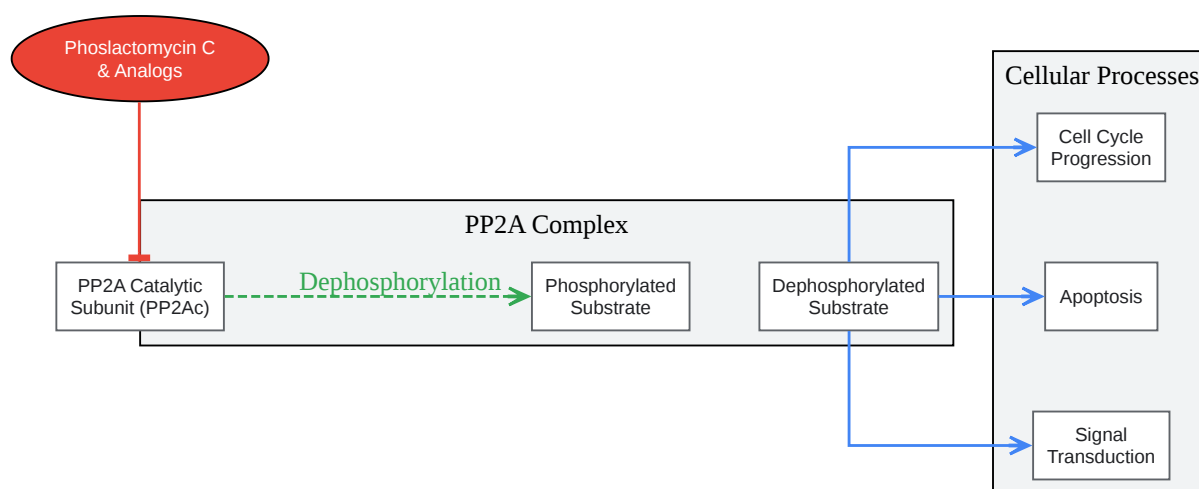 Phoslactomycin C
& Analogs
Cellular Processes
Cell Cycle
Progression
PP2A Complex
PP2A Catalytic
Subunit (PP2Ac)
Dephosphorylation
Phosphorylated
Substrate
Dephosphorylated
Substrate
Apoptosis
Signal
Transduction